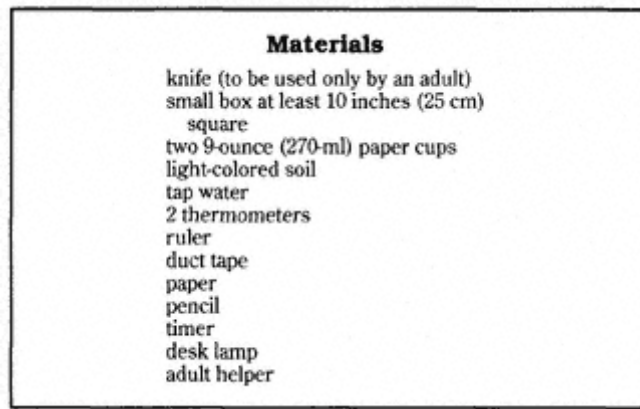 Materials
knife (to be used only by an adult)
small box at least 10 inches (25 cm)
square
two 9-ounce (270-ml) paper cups
light-colored soil
tap water
2 thermometers
ruler
duct tape
paper
pencil
timer
desk lamp
adult helper